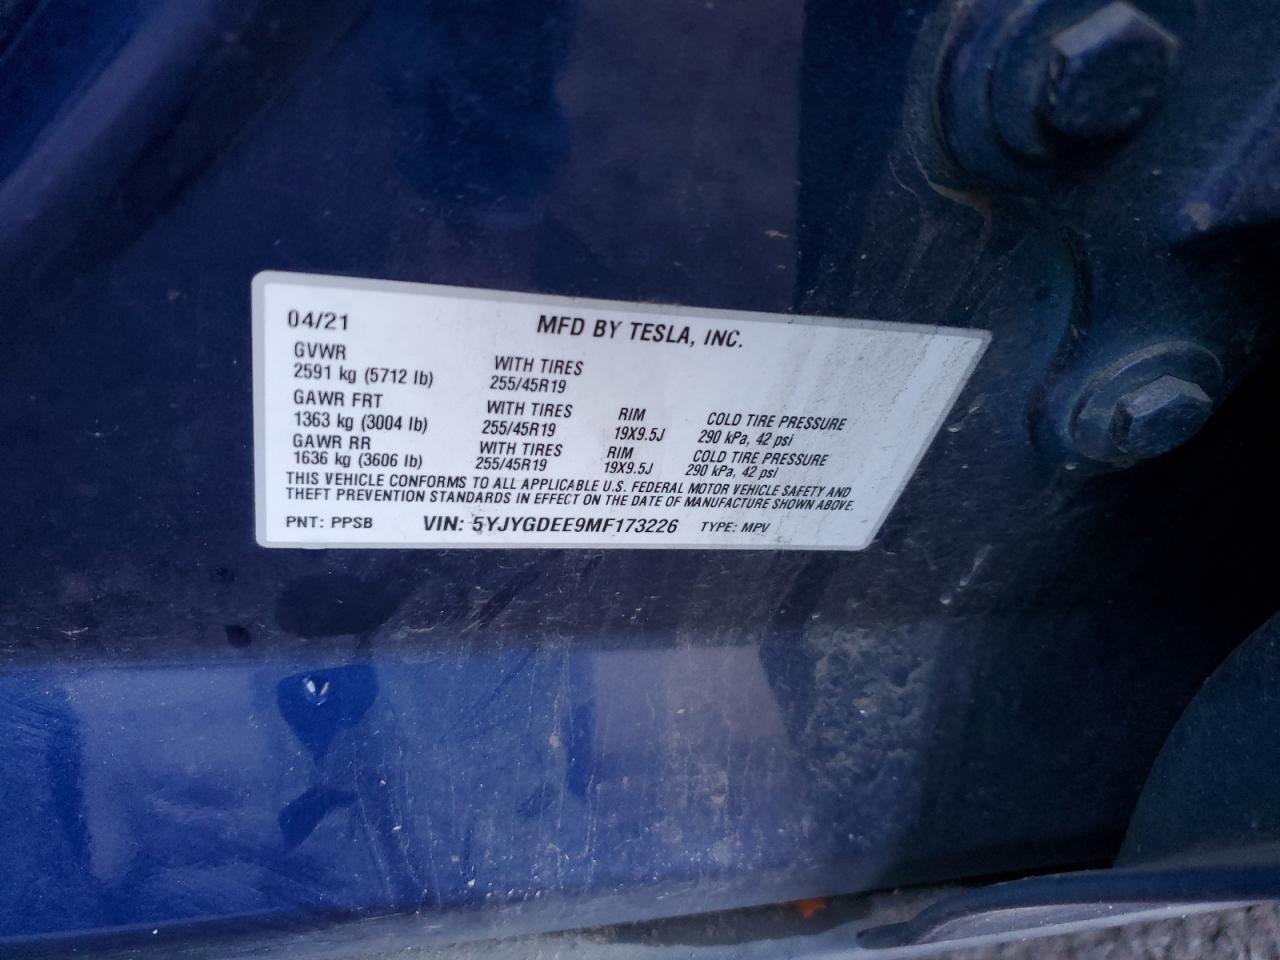 04/21 MFD BY TESLA, INC.
GVWR WITH TIRES
2591 kg (5712 lb) 255/45R19
GAWR FRT WITH TIRES RIM COLD TIRE PRESSURE
1363 kg (3004 lb) 255/45R19 19X9.5J 290 kPa, 42 psi
GAWR RR WITH TIRES RIM COLD TIRE PRESSURE
1636 kg (3606 lb) 255/45R19 19X9.5J 290 kPa, 42 psi
THIS VEHICLE CONFORMS TO ALL APPLICABLE U.S. FEDERAL MOTOR VEHICLE SAFETY AND
THEFT PREVENTION STANDARDS IN EFFECT ON THE DATE OF MANUFACTURE SHOWN ABOVE.
PNT: PPSB VIN: 5YJYGDEE9MF173226 TYPE: MPV